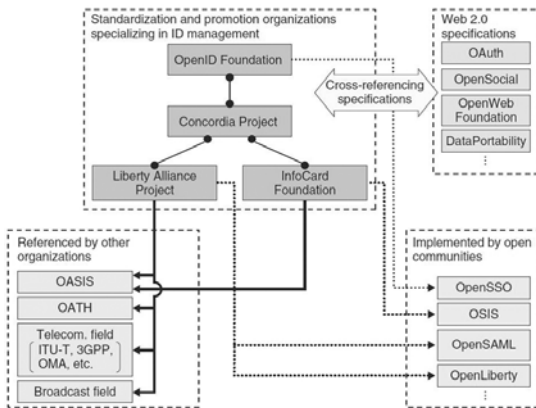 Standardization and promotion organizations
specializing in ID management
OpenID Foundation
Concordia Project
Liberty Alliance
Project
InfoCard
Foundation
Cross-referencing
specifications
Web 2.0
specifications
OAuth
OpenSocial
OpenWeb
Foundation
DataPortability
⋮
Referenced by other
organizations
OASIS
OATH
Telecom. field
ITU-T, 3GPP,
OMA, etc.
Broadcast field
Implemented by open
communities
OpenSSO
OSIS
OpenSAML
OpenLiberty
⋮